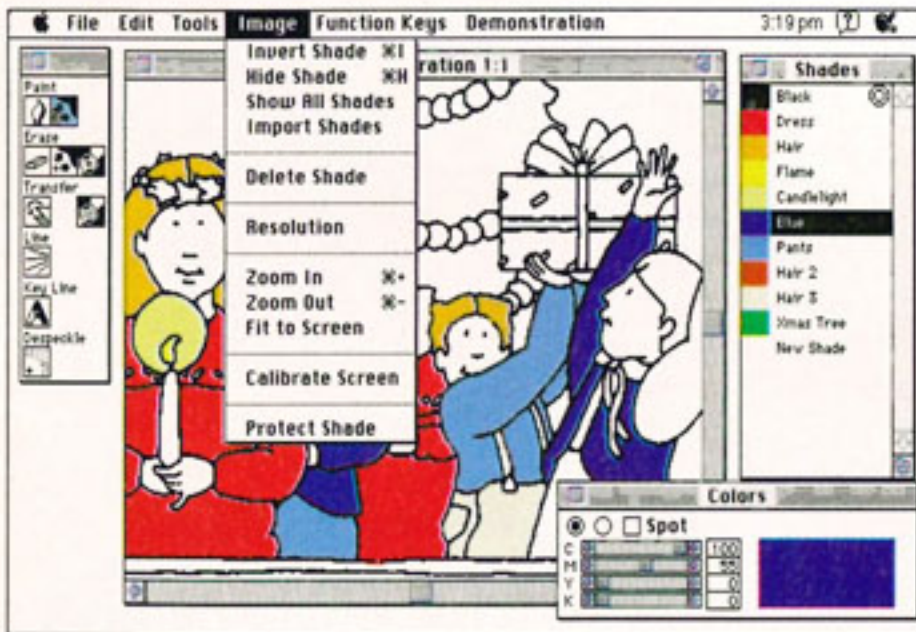 File Edit Tools Image Function Keys Demonstration 3:19 pm
Invert Shade ⌘I
Hide Shade ⌘H
Show All Shades
Import Shades
Delete Shade
Resolution
Zoom In ⌘+
Zoom Out ⌘-
Fit to Screen
Calibrate Screen
Protect Shade
ration 1:1
Paint
Erase
Transfer
Line
Key Line
A
Despeckle
Shades
Black
Dress
Hair
Flame
Candlelight
Blue
Pants
Hair 2
Hair 3
Xmas Tree
New Shade
Colors
Spot
C 100
M 55
Y 0
K 0